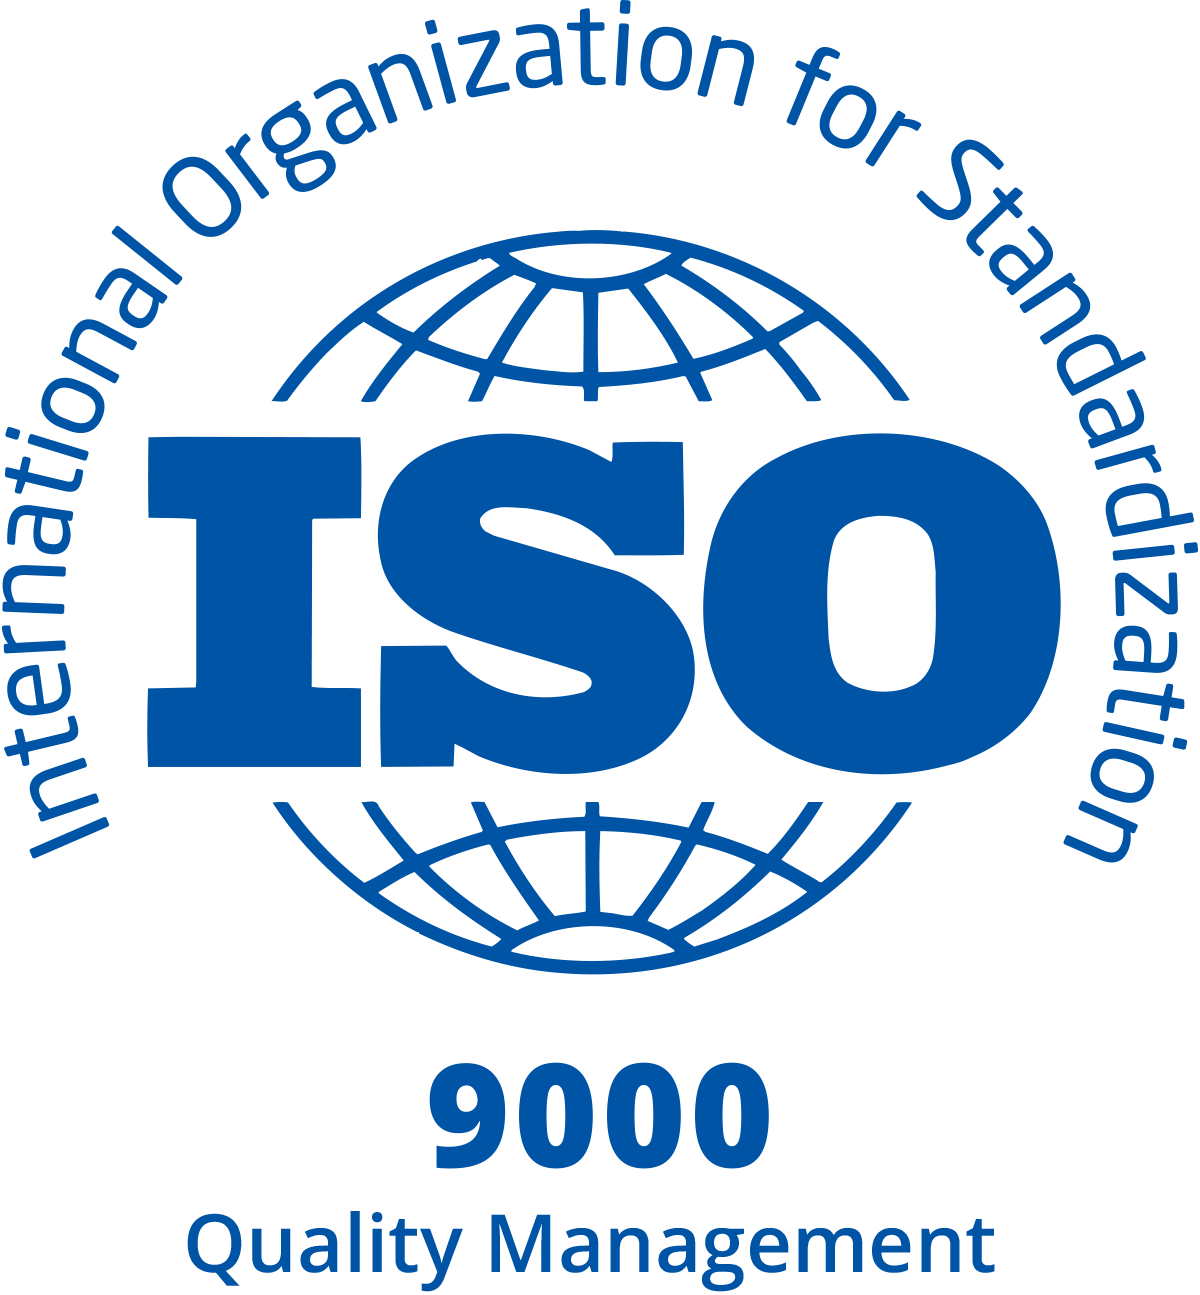 International Organization for Standardization
ISO
9000
Quality Management